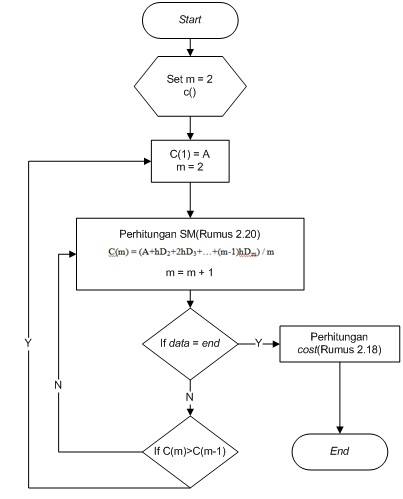 Start
Set m = 2
c()
C(1) = A
m = 2
Perhitungan SM(Rumus 2.20)
C(m) = (A+hD₂+2hD₃+…+(m-1)hDₘ) / m
m = m + 1
If data = end
Y
Perhitungan
cost(Rumus 2.18)
Y
N
N
If C(m)>C(m-1)
End